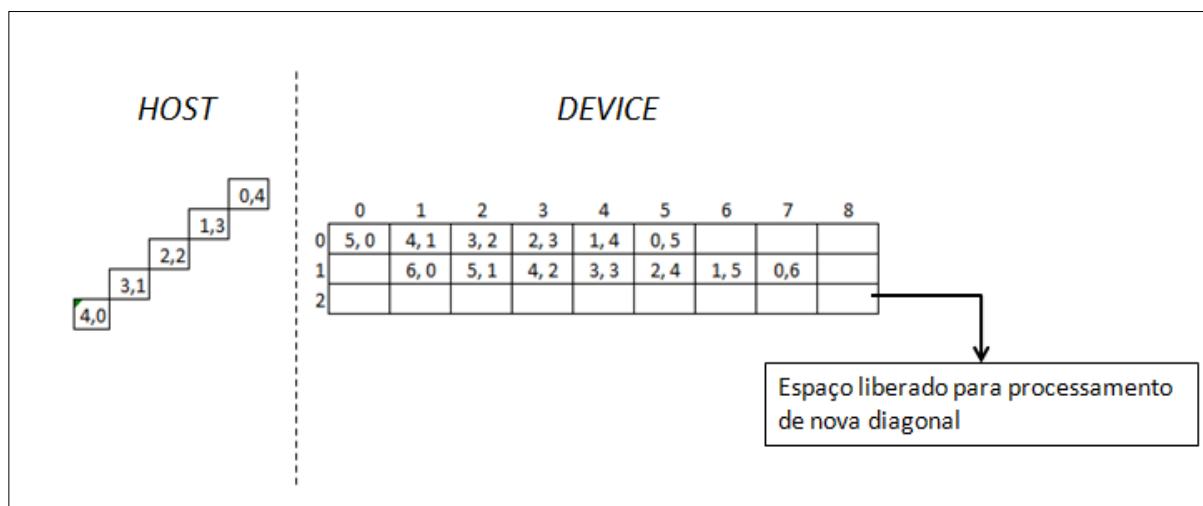 HOST
DEVICE
0,4
1,3
2,2
3,1
4,0
0 1 2 3 4 5 6 7 8
0 5, 0 4, 1 3, 2 2, 3 1, 4 0, 5
1 6, 0 5, 1 4, 2 3, 3 2, 4 1, 5 0,6
2
Espaço liberado para processamento
de nova diagonal